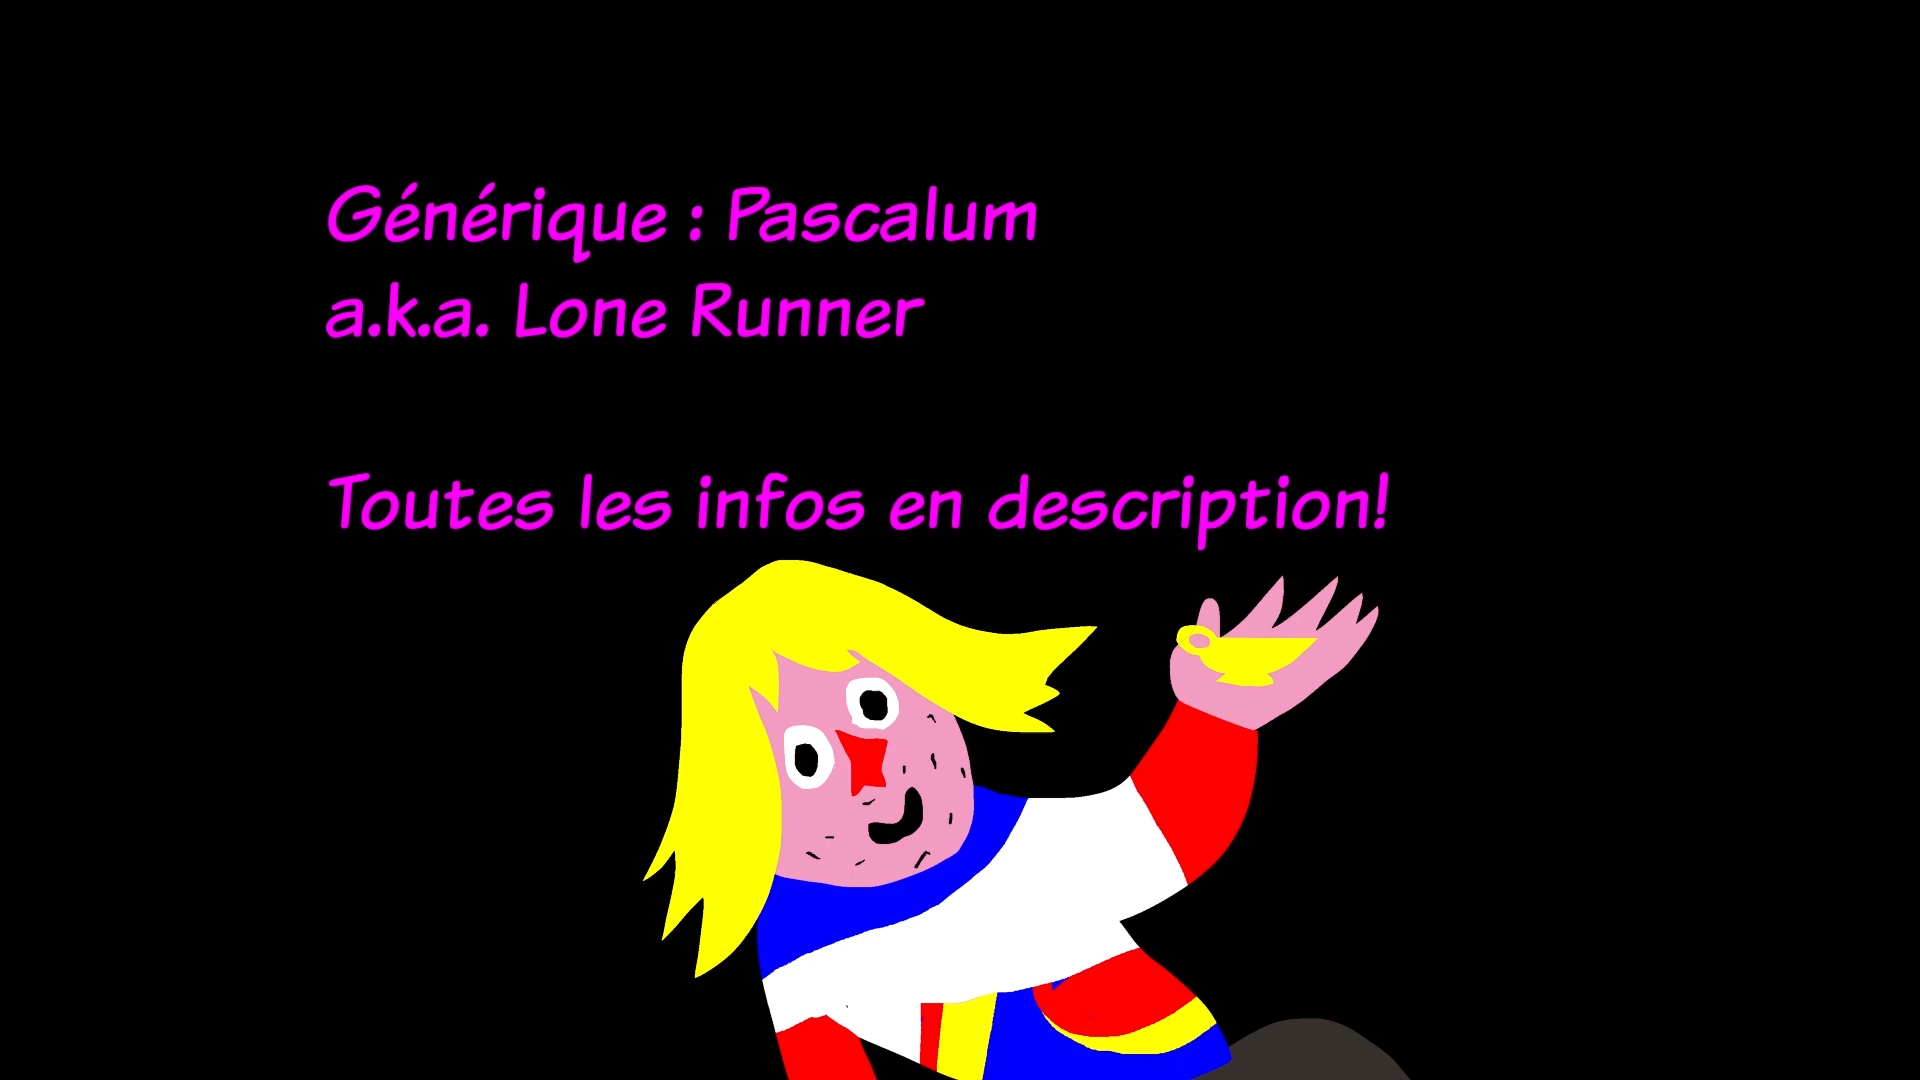 Générique : Pascalum
a.k.a. Lone Runner
Toutes les infos en description!